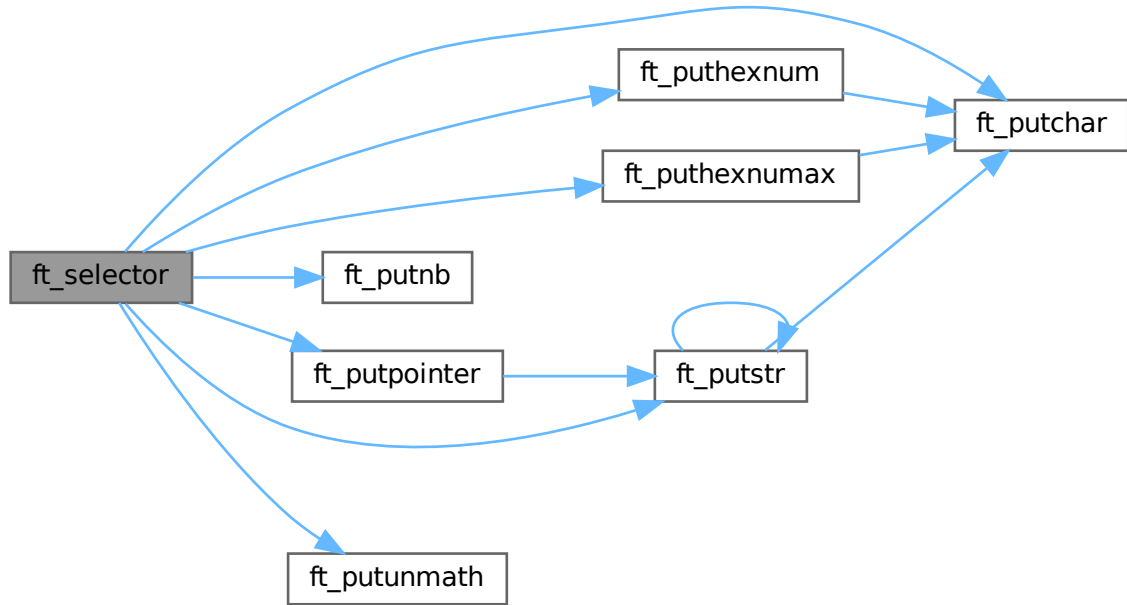 ft_puthexnum
ft_putchar
ft_puthexnumax
ft_selector
ft_putnb
ft_putpointer
ft_putstr
ft_putunmath